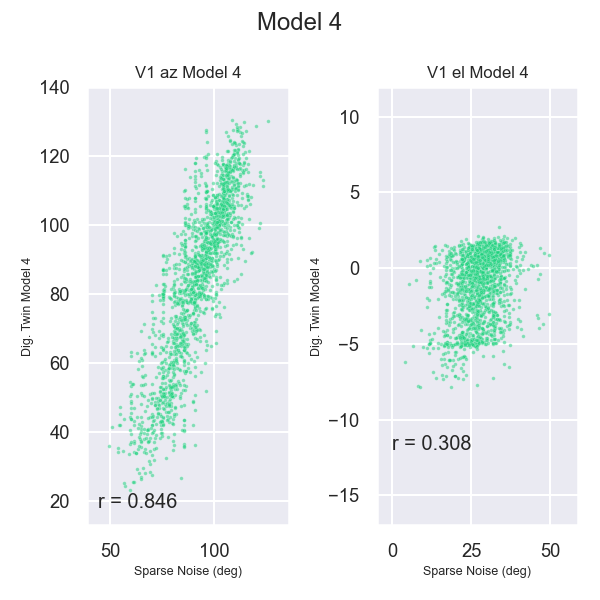 Model 4
V1 az Model 4
140
120
100
80
60
40
20
Dig. Twin Model 4
r = 0.846
50
100
Sparse Noise (deg)
V1 el Model 4
10
5
0
−5
−10
−15
Dig. Twin Model 4
r = 0.308
0
25
50
Sparse Noise (deg)